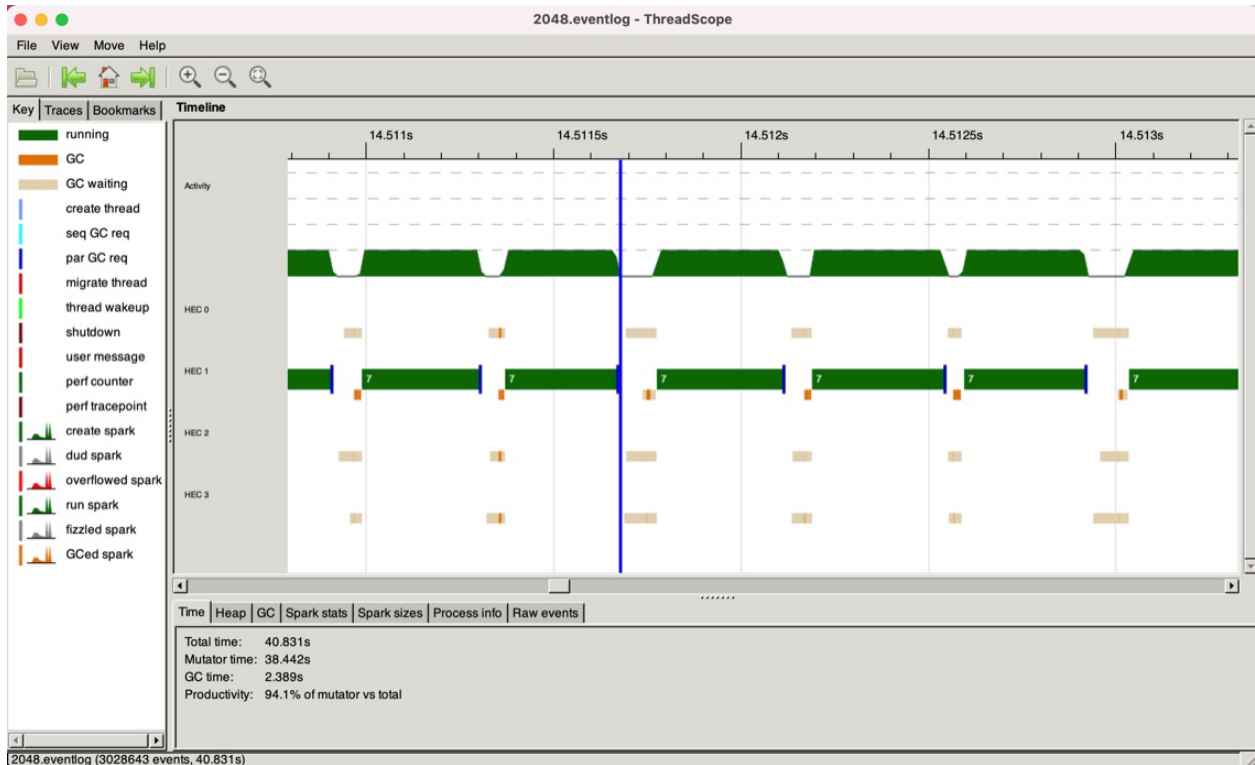 2048.eventlog - ThreadScope
File View Move Help
Key Traces Bookmarks
running
GC
GC waiting
create thread
seq GC req
par GC req
migrate thread
thread wakeup
shutdown
user message
perf counter
perf tracepoint
create spark
dud spark
overflowed spark
run spark
fizzled spark
GCed spark
Timeline
14.511s 14.5115s 14.512s 14.5125s 14.513s
Activity
HEC 0
HEC 1
7 7 7 7 7 7
HEC 2
HEC 3
Time Heap GC Spark stats Spark sizes Process info Raw events
Total time: 40.831s
Mutator time: 38.442s
GC time: 2.389s
Productivity: 94.1% of mutator vs total
2048.eventlog (3028643 events, 40.831s)